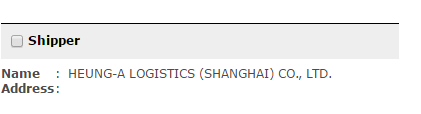 Shipper
Name : HEUNG-A LOGISTICS (SHANGHAI) CO., LTD.
Address: